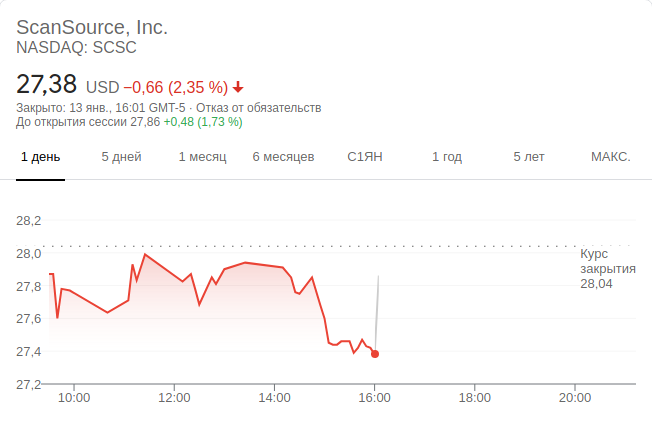 ScanSource, Inc.
NASDAQ: SCSC
27,38 USD −0,66 (2,35 %)
Закрыто: 13 янв., 16:01 GMT-5 · Отказ от обязательств
До открытия сессии 27,86 +0,48 (1,73 %)
1 день 5 дней 1 месяц 6 месяцев С1ЯН 1 год 5 лет МАКС.
28,2
28,0
27,8
27,6
27,4
27,2
Курс
закрытия
28,04
10:00 12:00 14:00 16:00 18:00 20:00